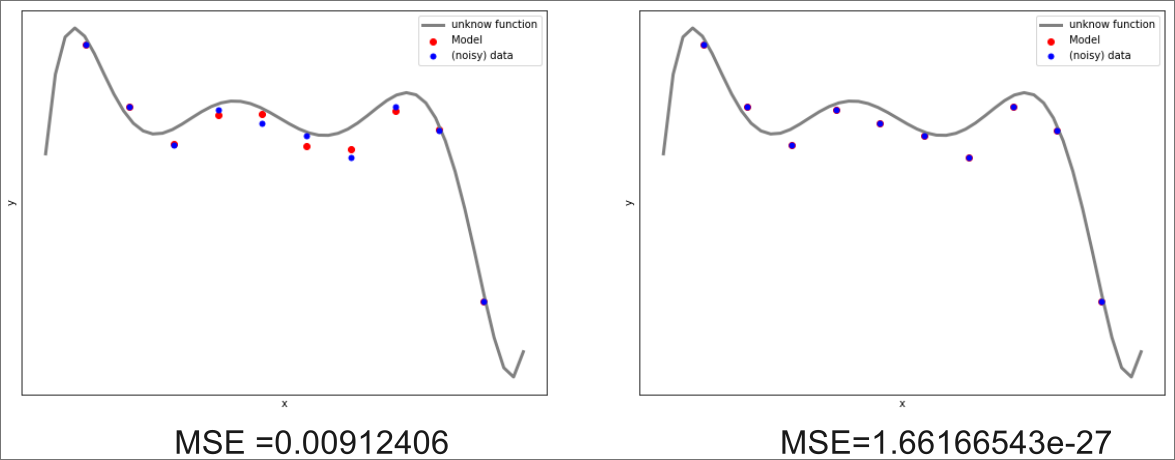 unknow function
Model
(noisy) data
y
x
MSE =0.00912406
unknow function
Model
(noisy) data
y
x
MSE=1.66166543e-27